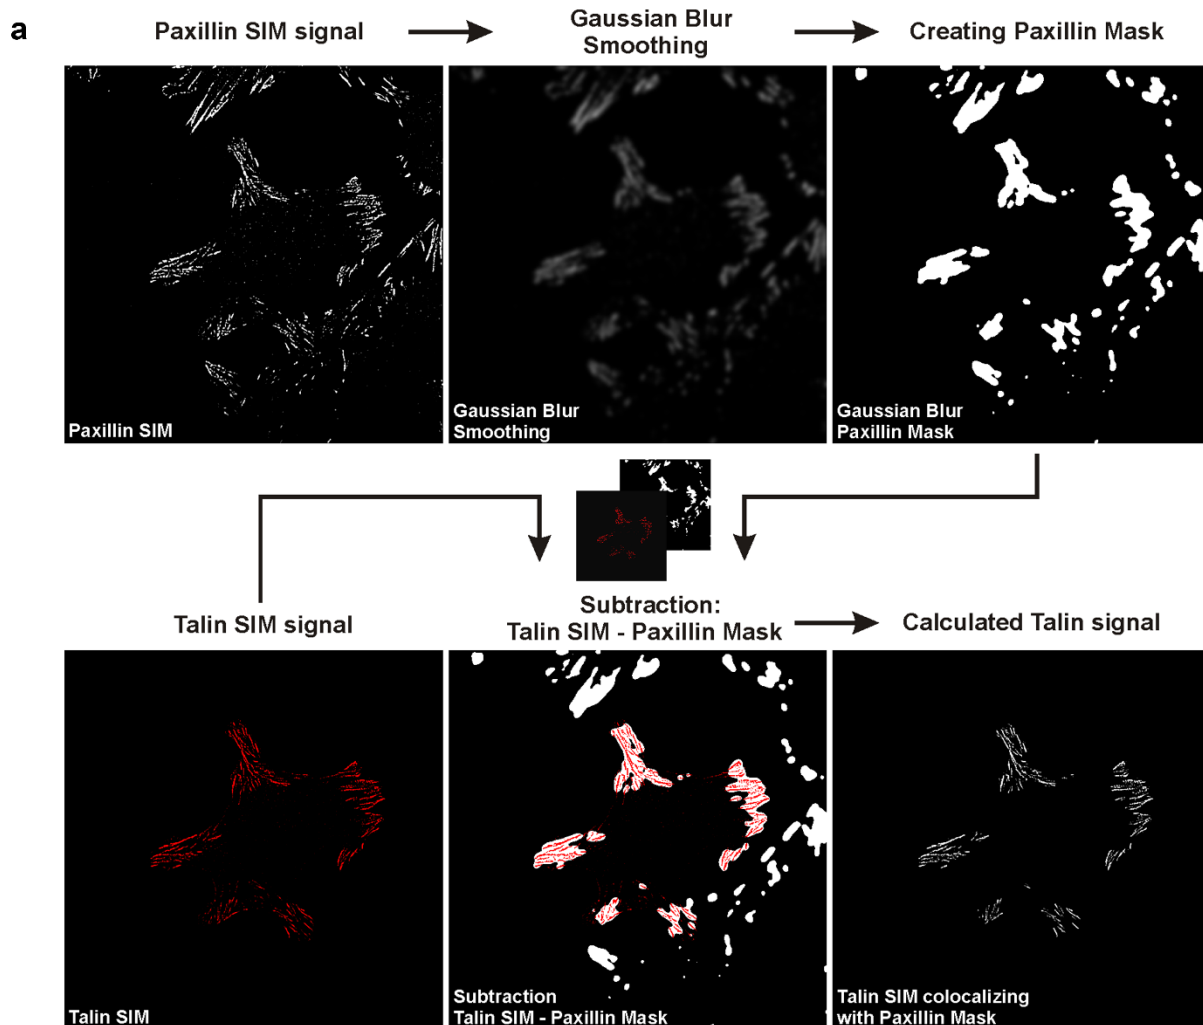 a
Paxillin SIM signal
Gaussian Blur
Smoothing
Creating Paxillin Mask
Paxillin SIM
Gaussian Blur
Smoothing
Gaussian Blur
Paxillin Mask
Talin SIM signal
Subtraction:
Talin SIM - Paxillin Mask
Calculated Talin signal
Talin SIM
Subtraction
Talin SIM - Paxillin Mask
Talin SIM colocalizing
with Paxillin Mask